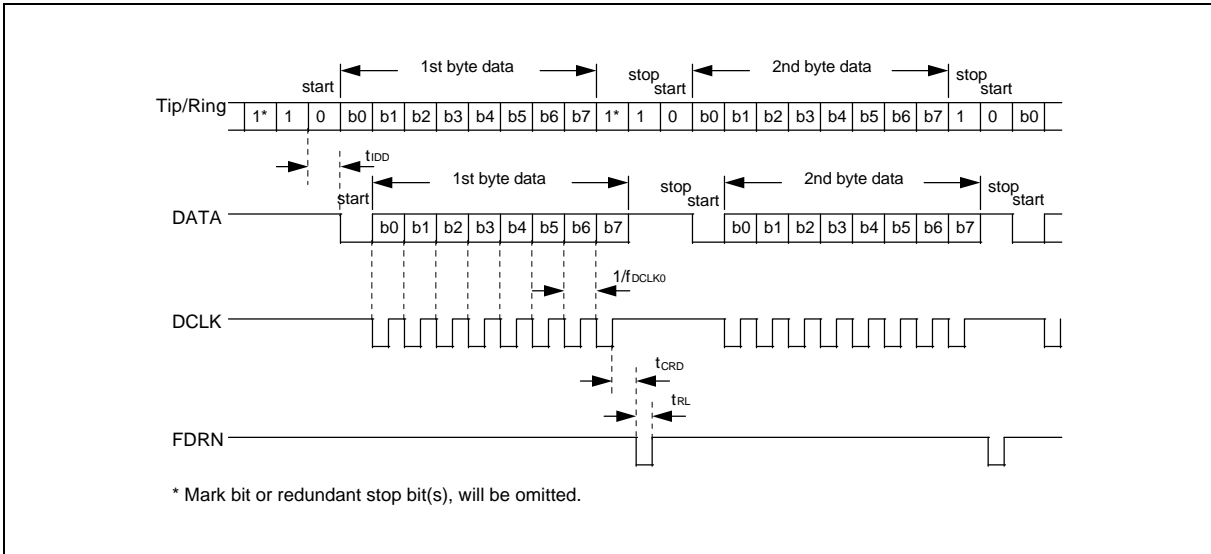 1st byte data 2nd byte data
start stop start stop start
Tip/Ring 1* 1 0 b0 b1 b2 b3 b4 b5 b6 b7 1* 1 0 b0 b1 b2 b3 b4 b5 b6 b7 1 0 b0
tIDD
1st byte data 2nd byte data
start stop start stop start
DATA b0 b1 b2 b3 b4 b5 b6 b7 b0 b1 b2 b3 b4 b5 b6 b7
1/fDCLK0
DCLK
tCRD
tRL
FDRN
* Mark bit or redundant stop bit(s), will be omitted.